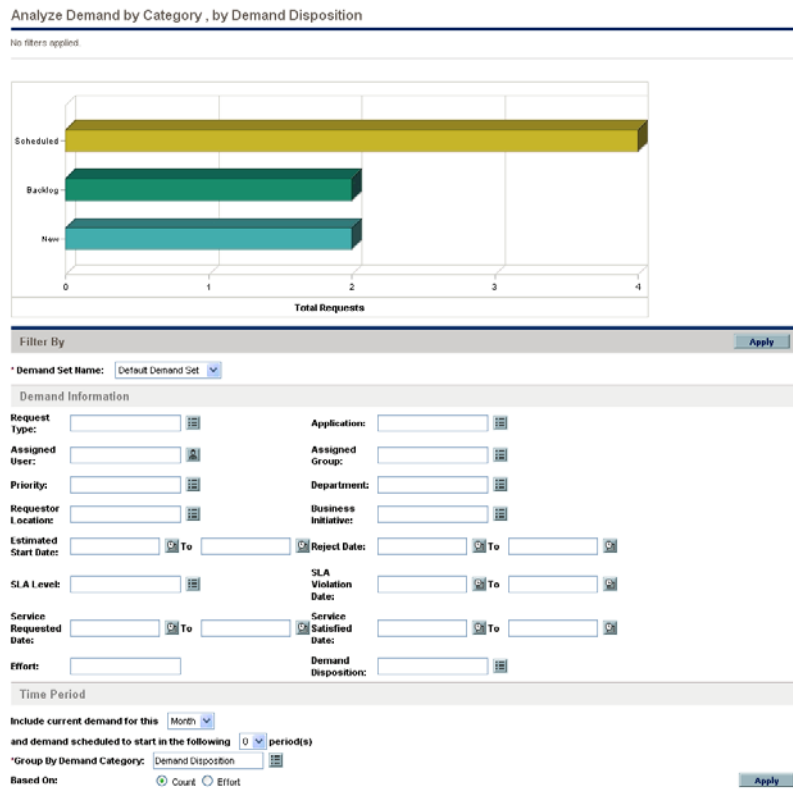 Analyze Demand by Category , by Demand Disposition
No filters applied.
Scheduled
Backlog
New
0 1 2 3 4
Total Requests
Filter By Apply
* Demand Set Name: Default Demand Set
Demand Information
Request Type: Application:
Assigned User: Assigned Group:
Priority: Department:
Requestor Location: Business Initiative:
Estimated Start Date: To Reject Date: To
SLA Level: SLA Violation Date: To
Service Requested Date: To Service Satisfied Date: To
Effort: Demand Disposition:
Time Period
Include current demand for this Month
and demand scheduled to start in the following 0 period(s)
*Group By Demand Category: Demand Disposition
Based On: Count Effort Apply